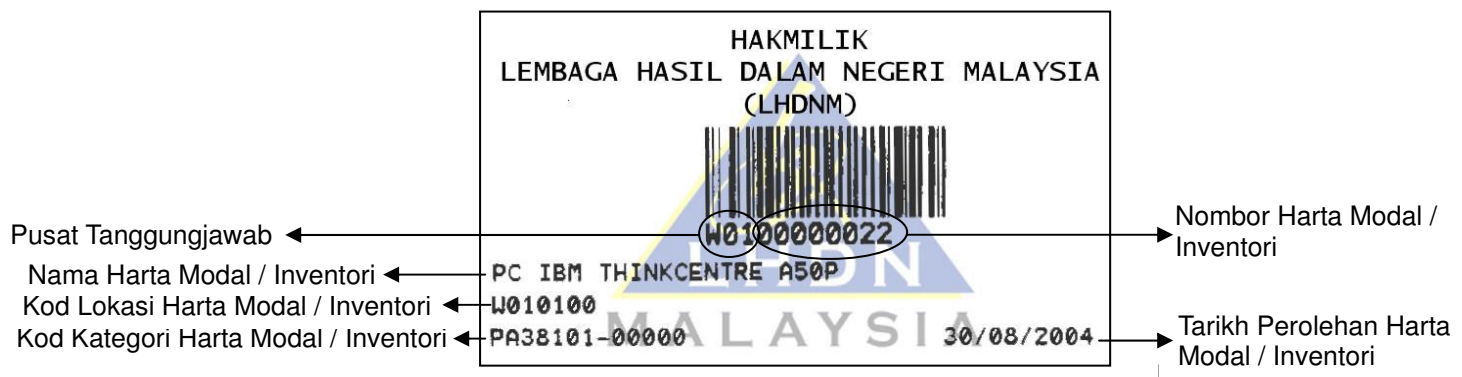 HAKMILIK
LEMBAGA HASIL DALAM NEGERI MALAYSIA
(LHDNM)
W0100000022
PC IBM THINKCENTRE A50P
W010100
PA38101-00000
30/08/2004
LHDN
MALAYSIA
Pusat Tanggungjawab
Nama Harta Modal / Inventori
Kod Lokasi Harta Modal / Inventori
Kod Kategori Harta Modal / Inventori
Nombor Harta Modal /
Inventori
Tarikh Perolehan Harta
Modal / Inventori